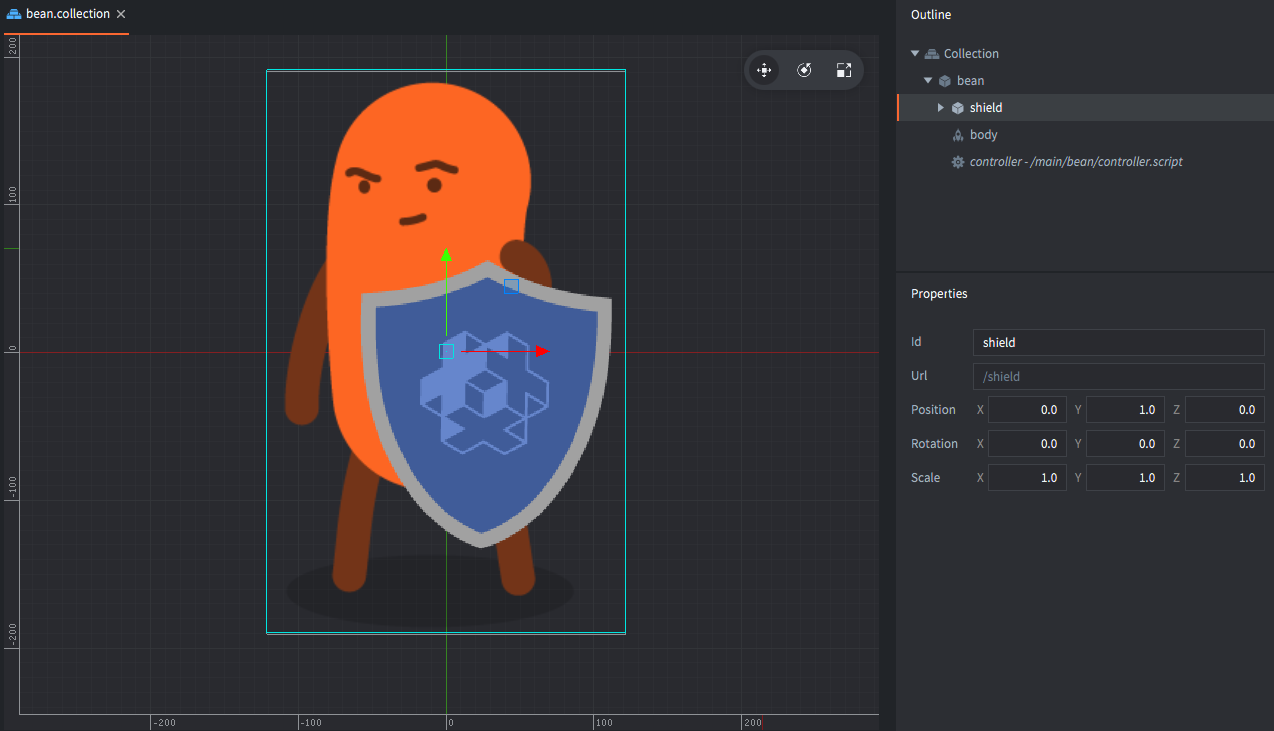 bean.collection
Outline
Collection
bean
shield
body
controller - /main/bean/controller.script
Properties
Id shield
Url /shield
Position X 0.0 Y 1.0 Z 0.0
Rotation X 0.0 Y 0.0 Z 0.0
Scale X 1.0 Y 1.0 Z 1.0
200
100
0
-100
-200
-200 -100 0 100 200